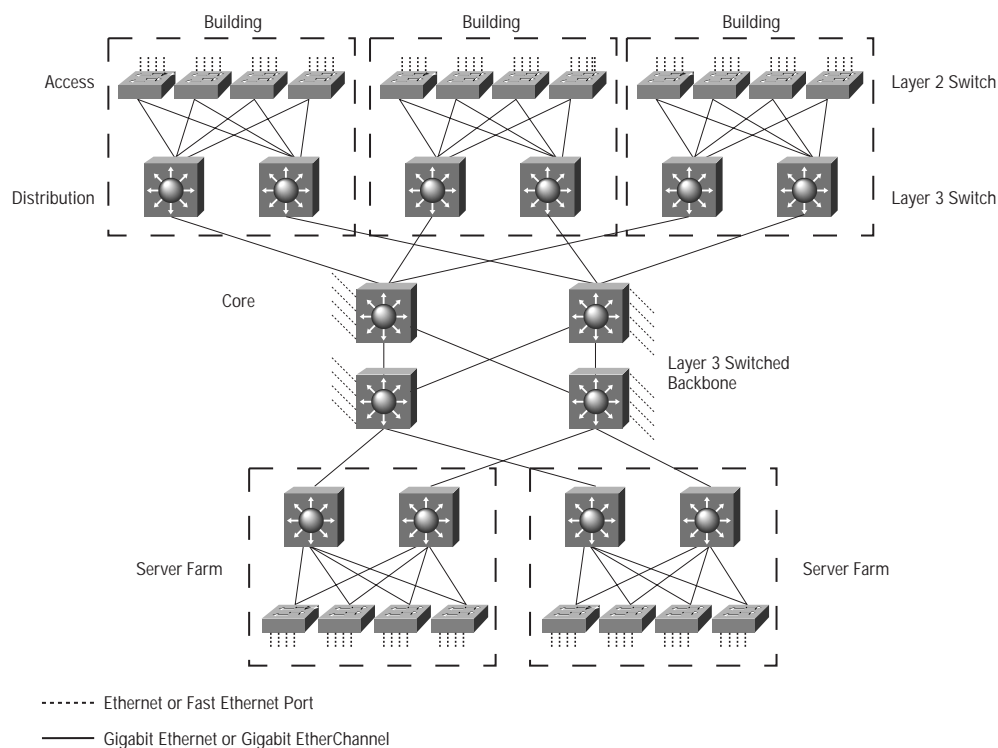 Building
Building
Building
Access
Layer 2 Switch
Distribution
Layer 3 Switch
Core
Layer 3 Switched
Backbone
Server Farm
Server Farm
Ethernet or Fast Ethernet Port
Gigabit Ethernet or Gigabit EtherChannel